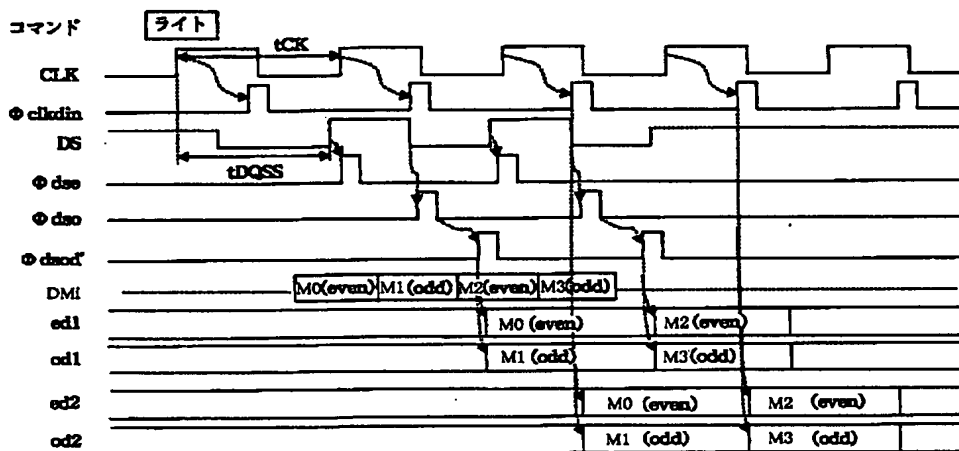 コマンド ライト
tCK
CLK
Φ clkdin
DS
tDQSS
Φ dse
Φ dso
Φ dsod'
DMI M0(even) M1(odd) M2(even) M3(odd)
ed1 M0 (even) M2 (even)
od1 M1 (odd) M3 (odd)
ed2 M0 (even) M2 (even)
od2 M1 (odd) M3 (odd)